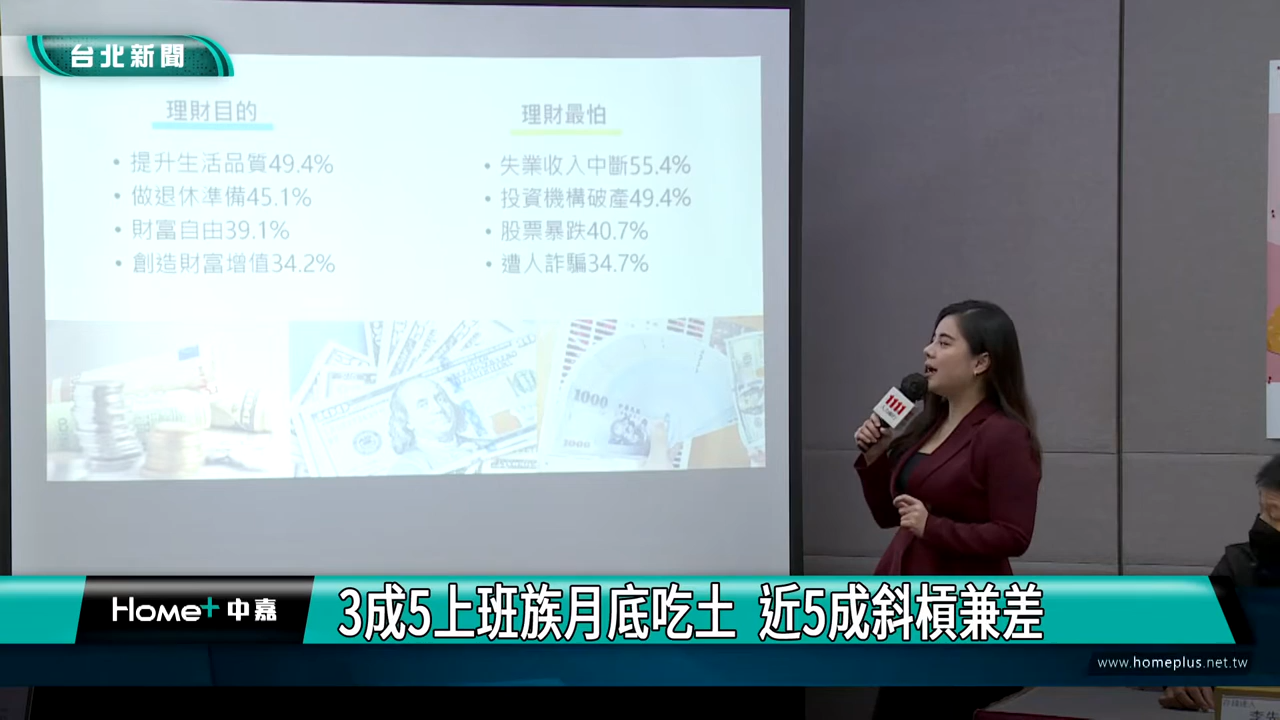 台北新聞
理財目的
• 提升生活品質49.4%
• 做退休準備45.1%
• 財富自由39.1%
• 創造財富增值34.2%
理財最怕
• 失業收入中斷55.4%
• 投資機構破產49.4%
• 股票暴跌40.7%
• 遭人詐騙34.7%
1000
1000
100
1111
Home+ 中嘉
3成5上班族月底吃土 近5成斜槓兼差
www.homeplus.net.tw